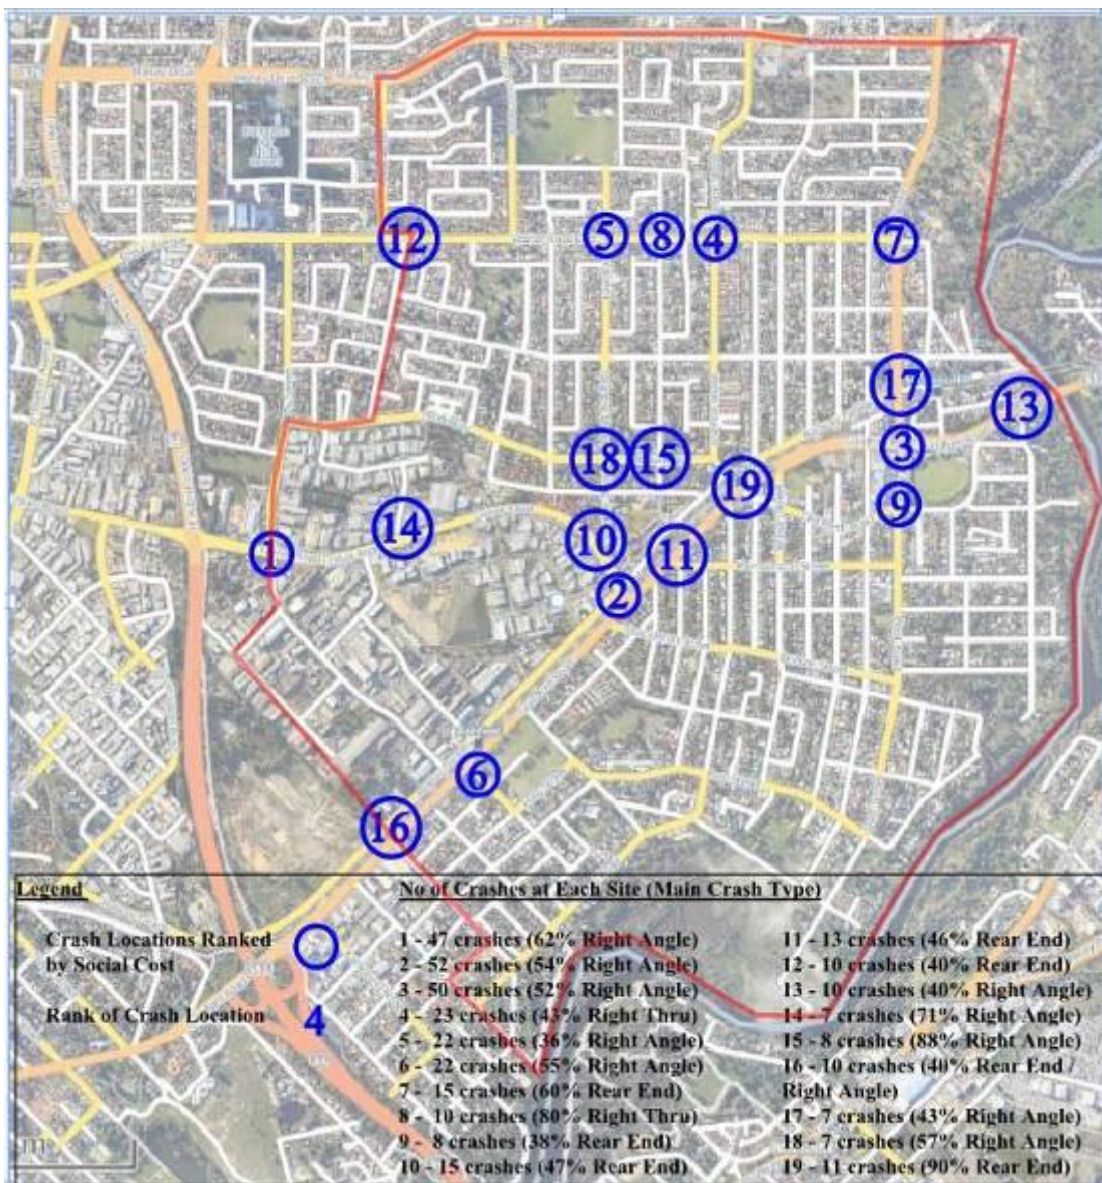 12
5
8
4
7
17
13
18
15
3
19
9
14
10
1
11
2
6
16
Legend
Crash Locations Ranked
by Social Cost
Rank of Crash Location
4
No of Crashes at Each Site (Main Crash Type)
1 - 47 crashes (62% Right Angle)
2 - 52 crashes (54% Right Angle)
3 - 50 crashes (52% Right Angle)
4 - 23 crashes (43% Right Thru)
5 - 22 crashes (36% Right Angle)
6 - 22 crashes (55% Right Angle)
7 - 15 crashes (60% Rear End)
8 - 10 crashes (80% Right Thru)
9 - 8 crashes (38% Rear End)
10 - 15 crashes (47% Rear End)
11 - 13 crashes (46% Rear End)
12 - 10 crashes (40% Rear End)
13 - 10 crashes (40% Right Angle)
14 - 7 crashes (71% Right Angle)
15 - 8 crashes (88% Right Angle)
16 - 10 crashes (40% Rear End /
Right Angle)
17 - 7 crashes (43% Right Angle)
18 - 7 crashes (57% Right Angle)
19 - 11 crashes (90% Rear End)